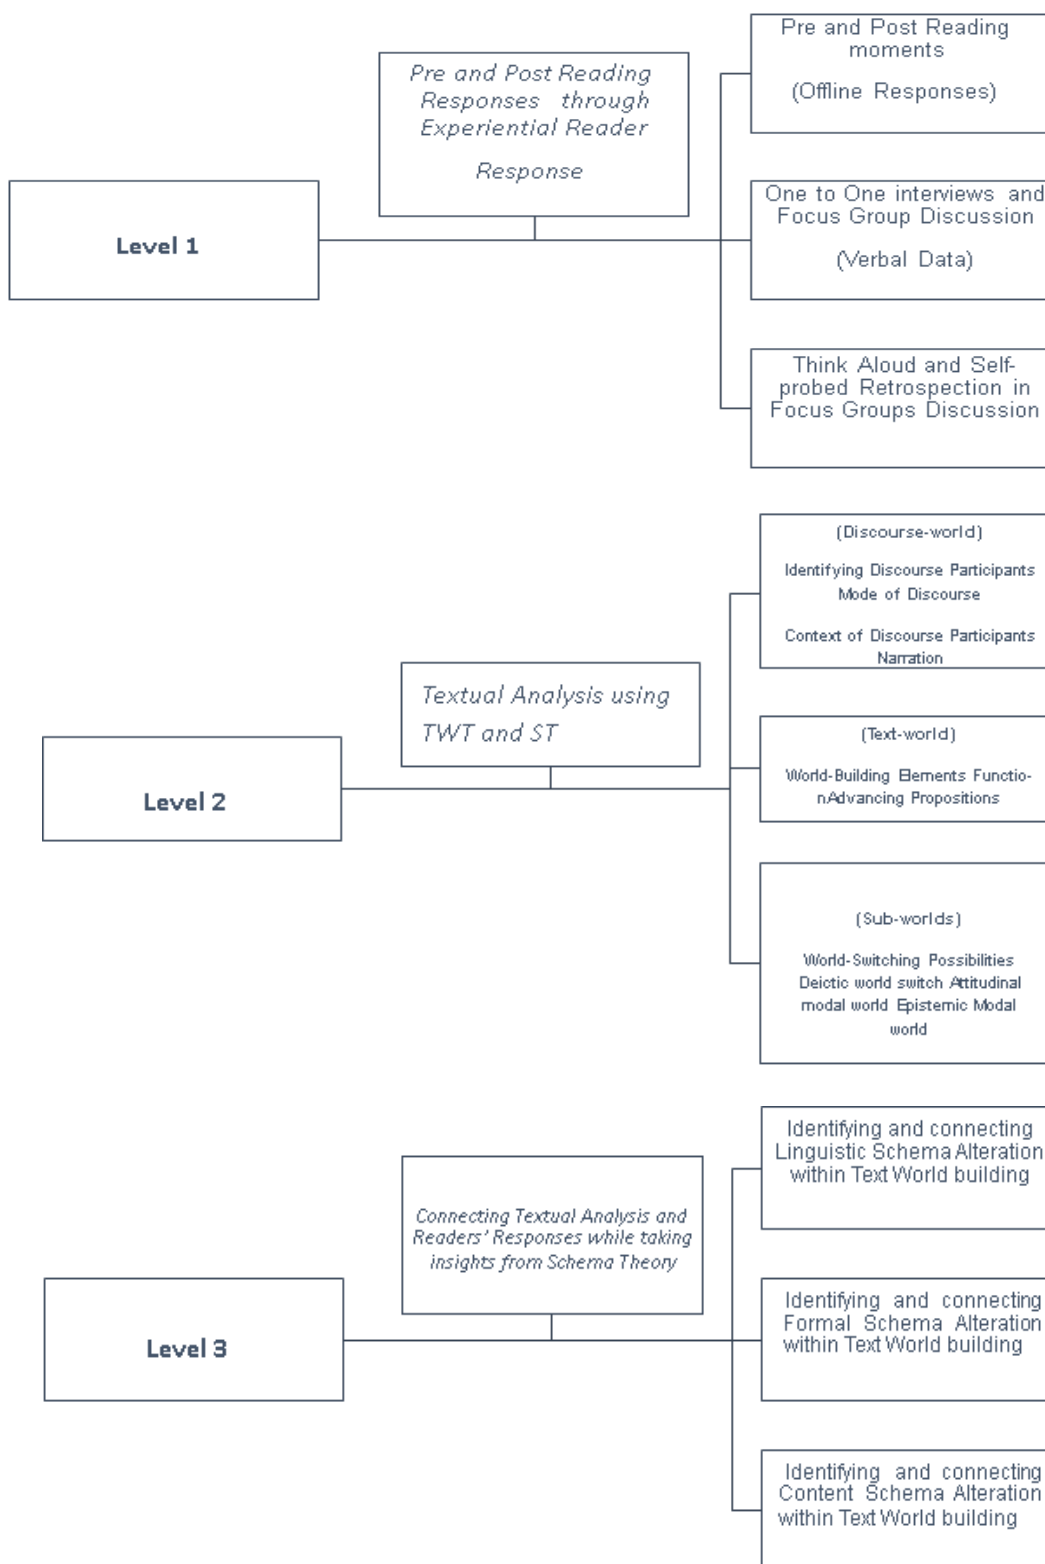 Pre and Post Reading
moments
(Offline Responses)
Pre and Post Reading
Responses through
Experiential Reader
Response
Level 1
One to One interviews and
Focus Group Discussion
(Verbal Data)
Think Aloud and Self-
probed Retrospection in
Focus Groups Discussion
(Discourse-world)
Identifying Discourse Participants
Mode of Discourse
Context of Discourse Participants
Narration
Textual Analysis using
TWT and ST
Level 2
(Text-world)
World-Building Elements Functio-
nAdvancing Propositions
(Sub-worlds)
World-Switching Possibilities
Deictic world switch Attitudinal
modal world Epistemic Modal
world
Identifying and connecting
Linguistic Schema Alteration
within Text World building
Connecting Textual Analysis and
Readers’ Responses while taking
insights from Schema Theory
Level 3
Identifying and connecting
Formal Schema Alteration
within Text World building
Identifying and connecting
Content Schema Alteration
within Text World building